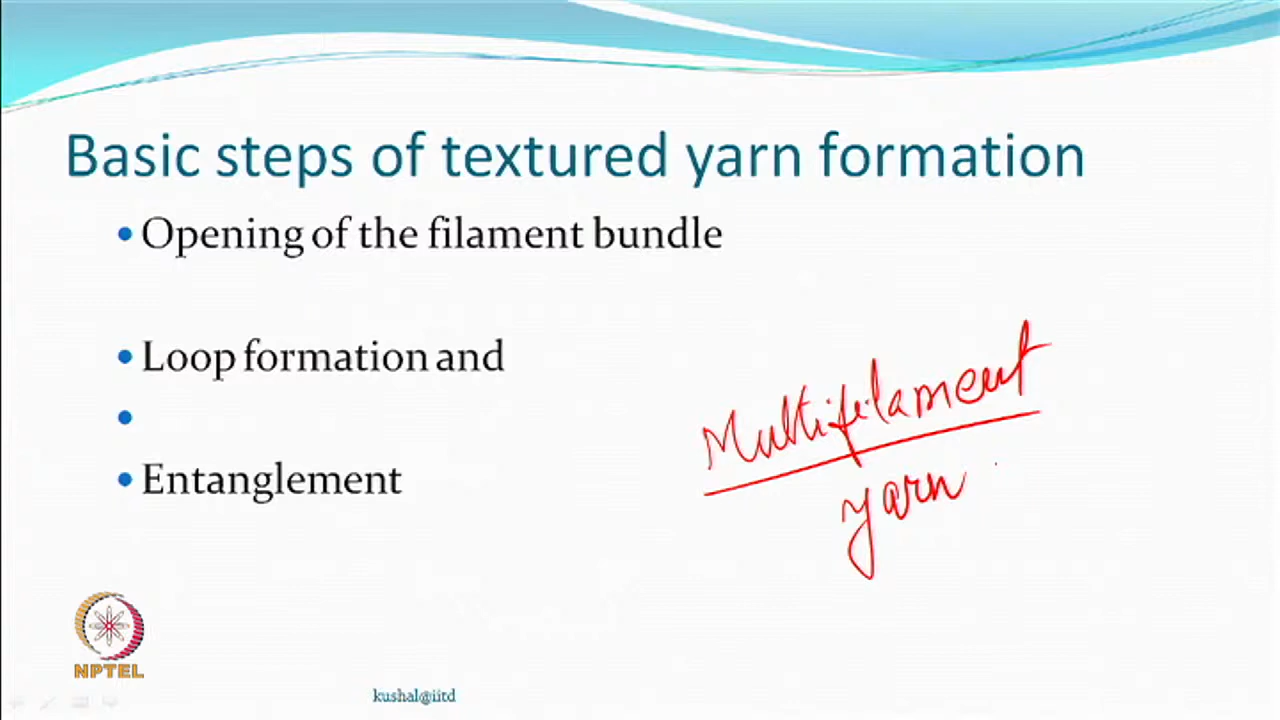 Basic steps of textured yarn formation
• Opening of the filament bundle
• Loop formation and
•
• Entanglement
Multifilament
yarn
NPTEL
kushal@iitd